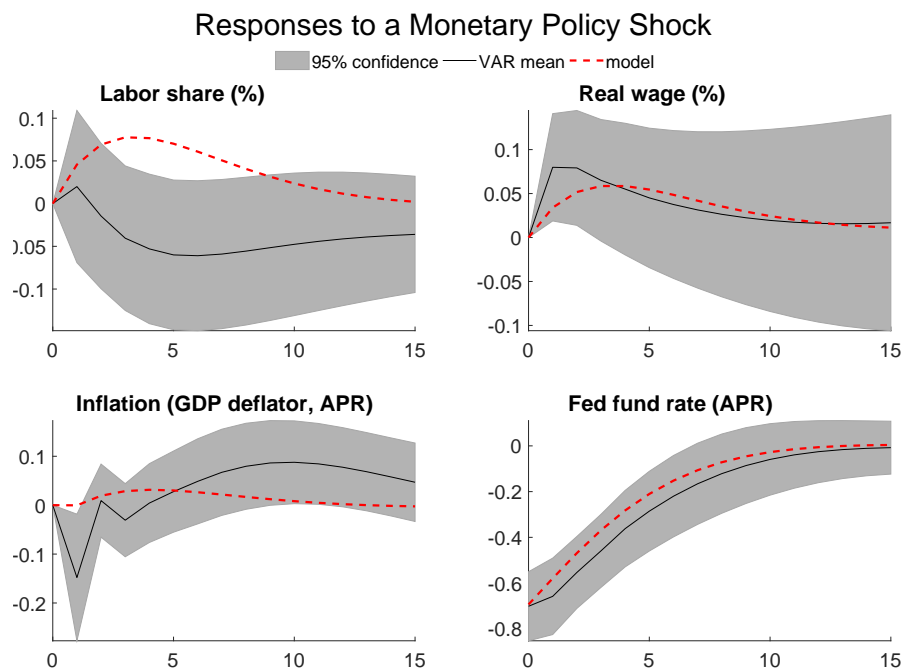 Responses to a Monetary Policy Shock
95% confidence VAR mean model
Labor share (%)
0.1
0.05
0
-0.05
-0.1
0 5 10 15
Real wage (%)
0.1
0.05
0
-0.05
-0.1
0 5 10 15
Inflation (GDP deflator, APR)
0.1
0
-0.1
-0.2
0 5 10 15
Fed fund rate (APR)
0
-0.2
-0.4
-0.6
-0.8
0 5 10 15